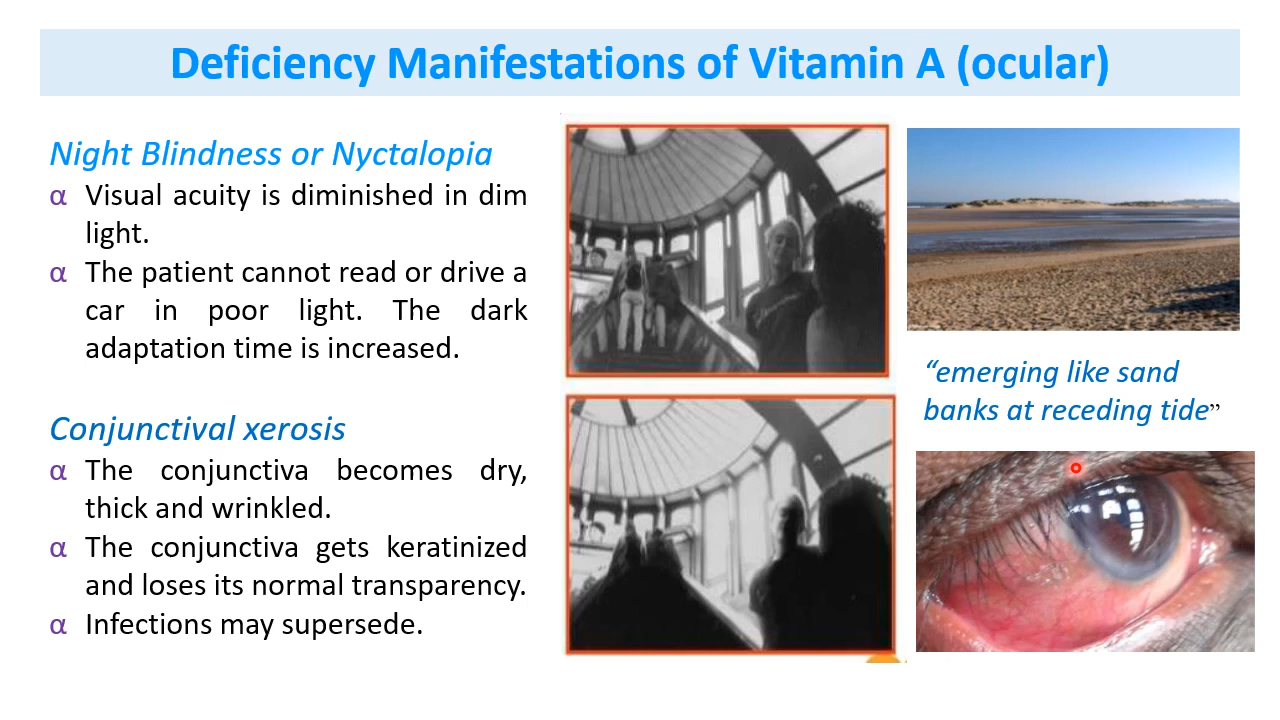 Deficiency Manifestations of Vitamin A (ocular)
Night Blindness or Nyctalopia
α Visual acuity is diminished in dim
light.
α The patient cannot read or drive a
car in poor light. The dark
adaptation time is increased.
Conjunctival xerosis
α The conjunctiva becomes dry,
thick and wrinkled.
α The conjunctiva gets keratinized
and loses its normal transparency.
α Infections may supersede.
“emerging like sand
banks at receding tide”